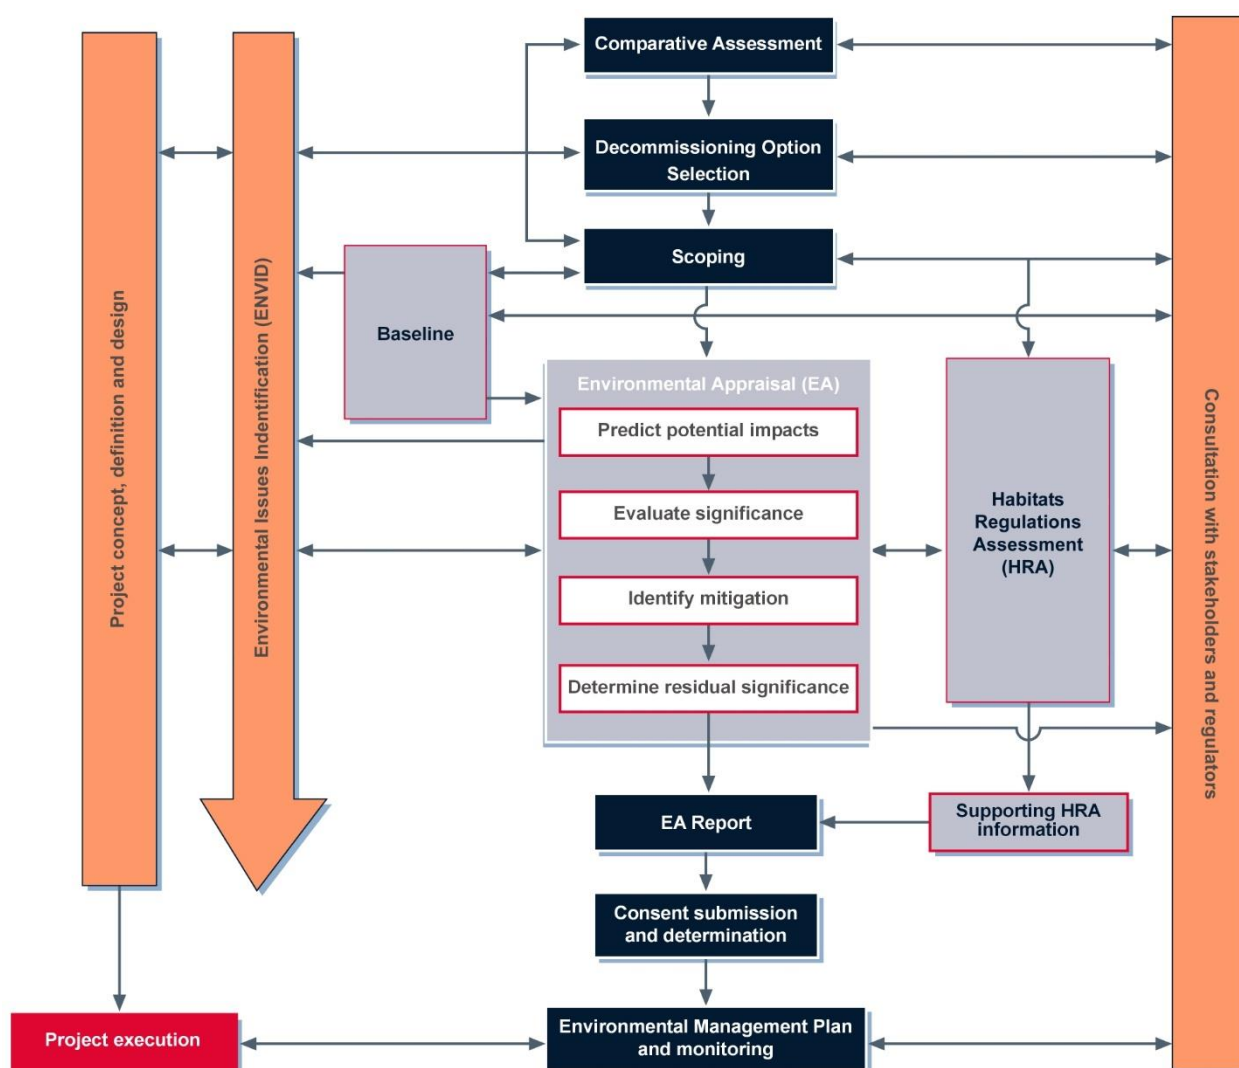 Comparative Assessment
Decommissioning Option
Selection
Scoping
Baseline
Project concept, definition and design
Environmental Issues Indentification (ENVID)
Environmental Appraisal (EA)
Predict potential impacts
Evaluate significance
Identify mitigation
Determine residual significance
Habitats
Regulations
Assessment
(HRA)
Consultation with stakeholders and regulators
EA Report
Supporting HRA
information
Consent submission
and determination
Project execution
Environmental Management Plan
and monitoring